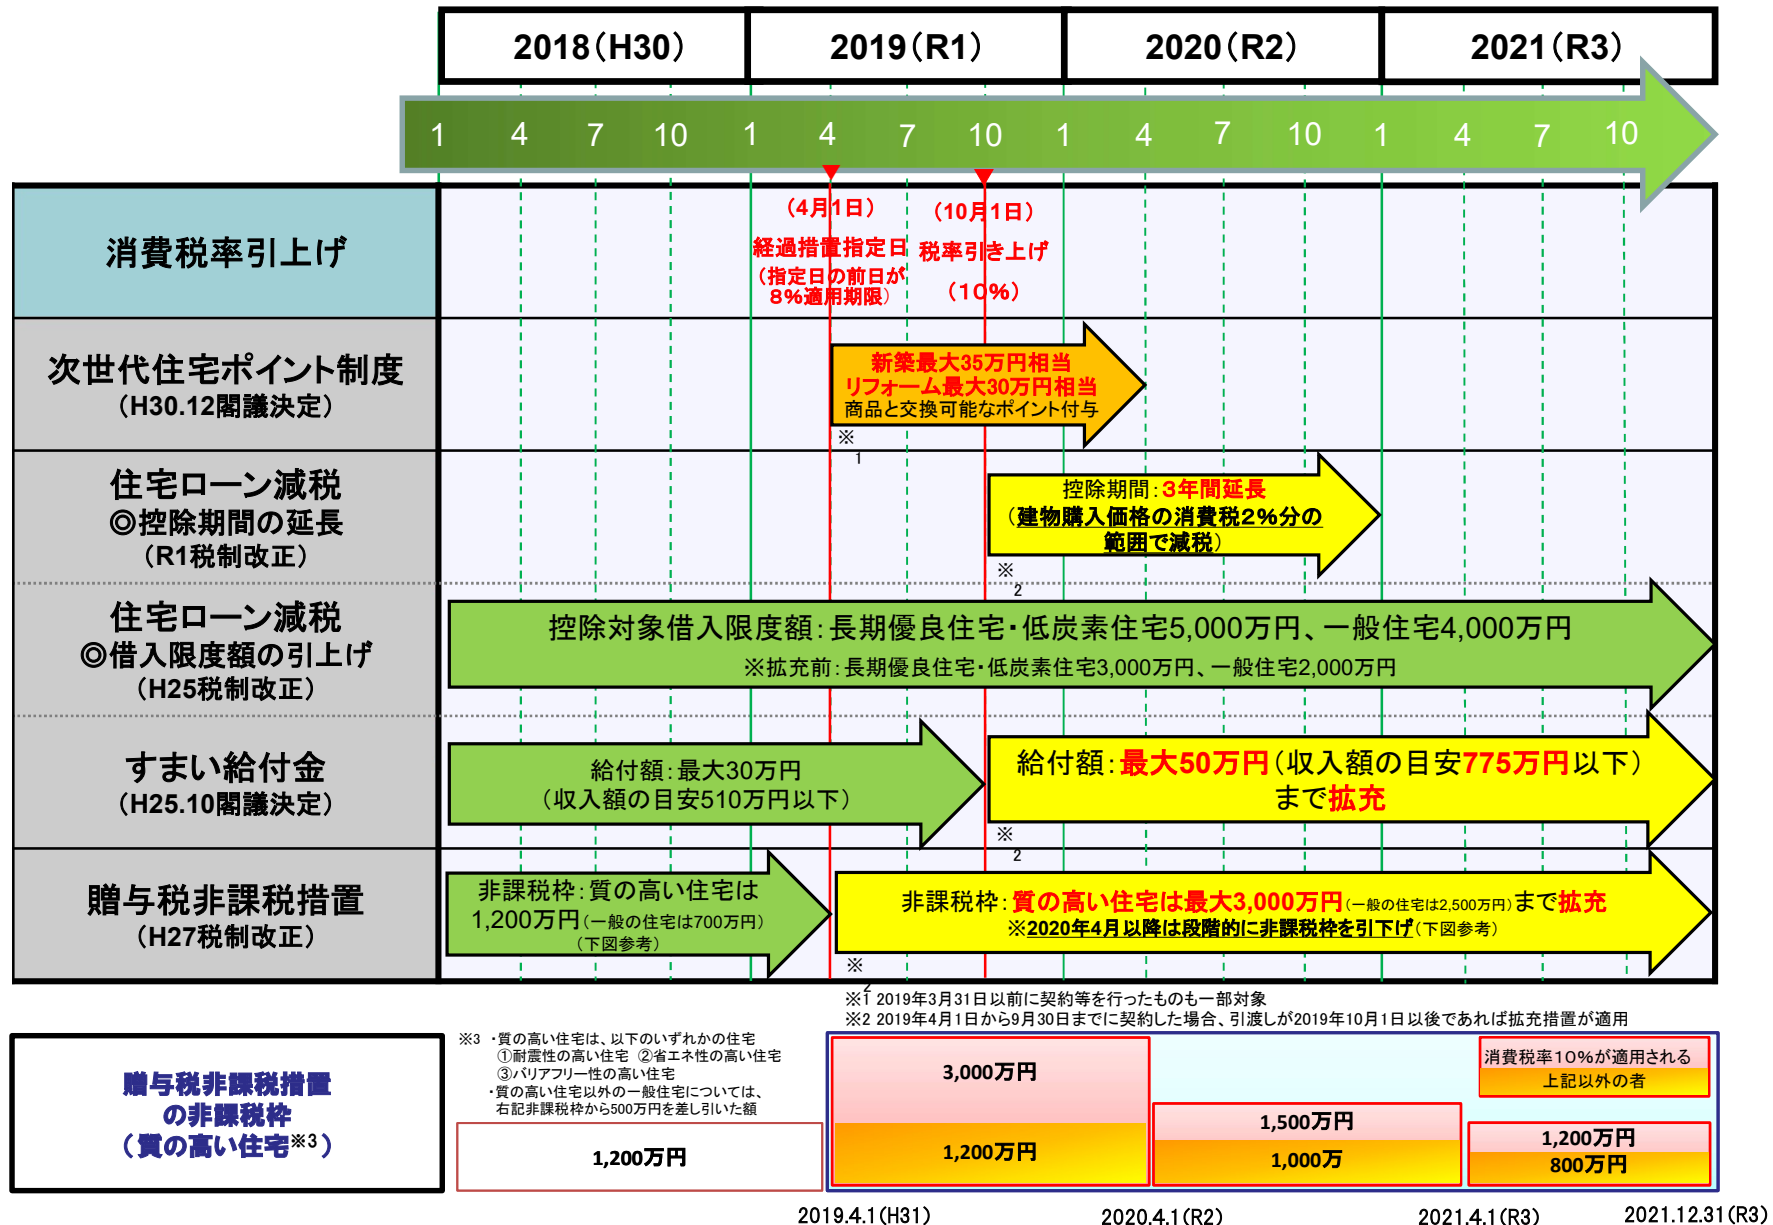 2018（H30）
2019（R1）
2020（R2）
2021（R3）
1 4 7 10 1 4 7 10 1 4 7 10 1 4 7 10
消費税率引上げ
（4月1日）
経過措置指定日
（指定日の前日が
8%適用期限）
（10月1日）
税率引き上げ
（10%）
次世代住宅ポイント制度
（H30.12閣議決定）
新築最大35万円相当
リフォーム最大30万円相当
商品と交換可能なポイント付与
※1
住宅ローン減税
◎控除期間の延長
（R1税制改正）
控除期間：３年間延長
（建物購入価格の消費税２%分の
範囲で減税）
※2
住宅ローン減税
◎借入限度額の引上げ
（H25税制改正）
控除対象借入限度額：長期優良住宅・低炭素住宅5,000万円、一般住宅4,000万円
※拡充前：長期優良住宅・低炭素住宅3,000万円、一般住宅2,000万円
すまい給付金
（H25.10閣議決定）
給付額：最大30万円
（収入額の目安510万円以下）
給付額：最大50万円（収入額の目安775万円以下）
まで拡充
※2
贈与税非課税措置
（H27税制改正）
非課税枠：質の高い住宅は
1,200万円（一般の住宅は700万円）
（下図参考）
非課税枠：質の高い住宅は最大3,000万円（一般の住宅は2,500万円）まで拡充
※2020年4月以降は段階的に非課税枠を引下げ（下図参考）
※2
※1 2019年3月31日以前に契約等を行ったものも一部対象
※2 2019年4月1日から9月30日までに契約した場合、引渡しが2019年10月1日以後であれば拡充措置が適用
贈与税非課税措置
の非課税枠
（質の高い住宅※3）
※3 ・質の高い住宅は、以下のいずれかの住宅
①耐震性の高い住宅 ②省エネ性の高い住宅
③バリアフリー性の高い住宅
・質の高い住宅以外の一般住宅については、
右記非課税枠から500万円を差し引いた額
1,200万円
3,000万円
1,200万円
1,500万円
1,000万
消費税率１０%が適用される
上記以外の者
1,200万円
800万円
2019.4.1(H31)
2020.4.1(R2)
2021.4.1(R3)
2021.12.31(R3)